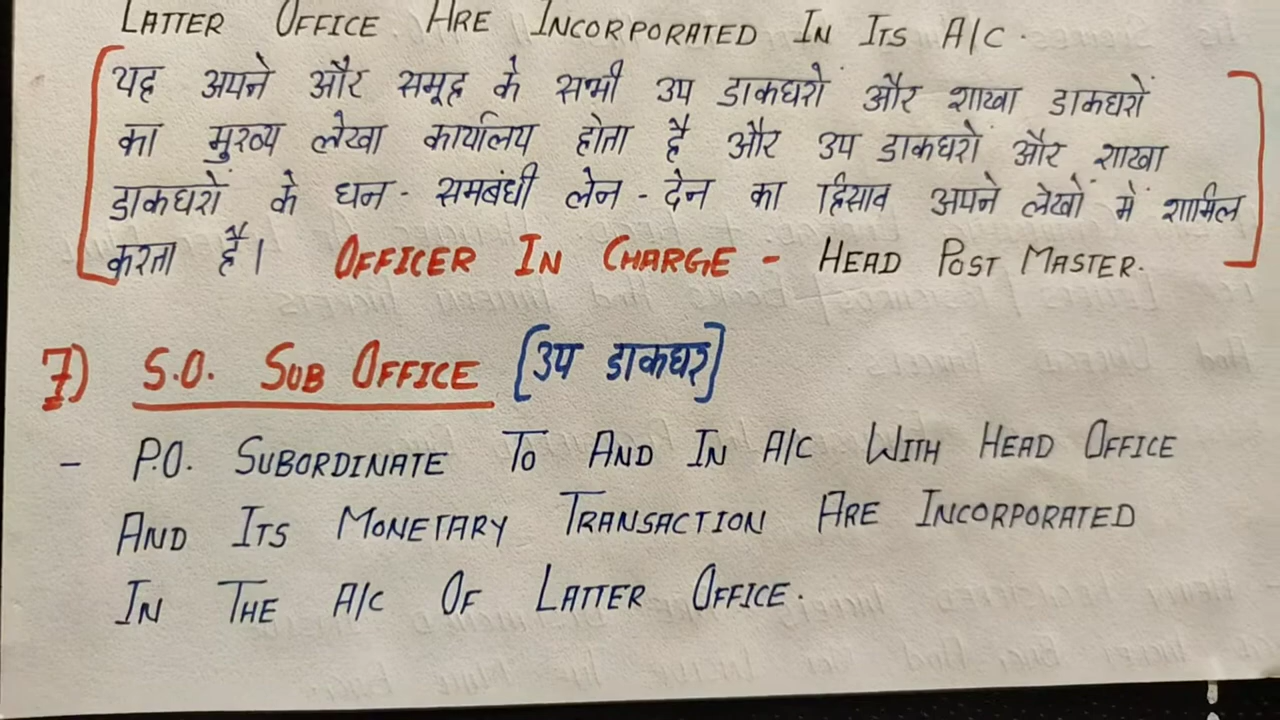 LATTER OFFICE ARE INCORPORATED IN ITS A/C.
यह अपने और समूह के सभी उप डाकघरों और शाखा डाकघरों
का मुख्य लेखा कार्यालय होता है और उप डाकघरों और शाखा
डाकघरों के धन - समबंधी लेन - देन का हिसाब अपने लेखों में शामिल
करता है। OFFICER IN CHARGE - HEAD POST MASTER.
7) S.O. SUB OFFICE [उप डाकघर]
- P.O. SUBORDINATE TO AND IN A/C WITH HEAD OFFICE
AND ITS MONETARY TRANSACTION ARE INCORPORATED
IN THE A/C OF LATTER OFFICE.